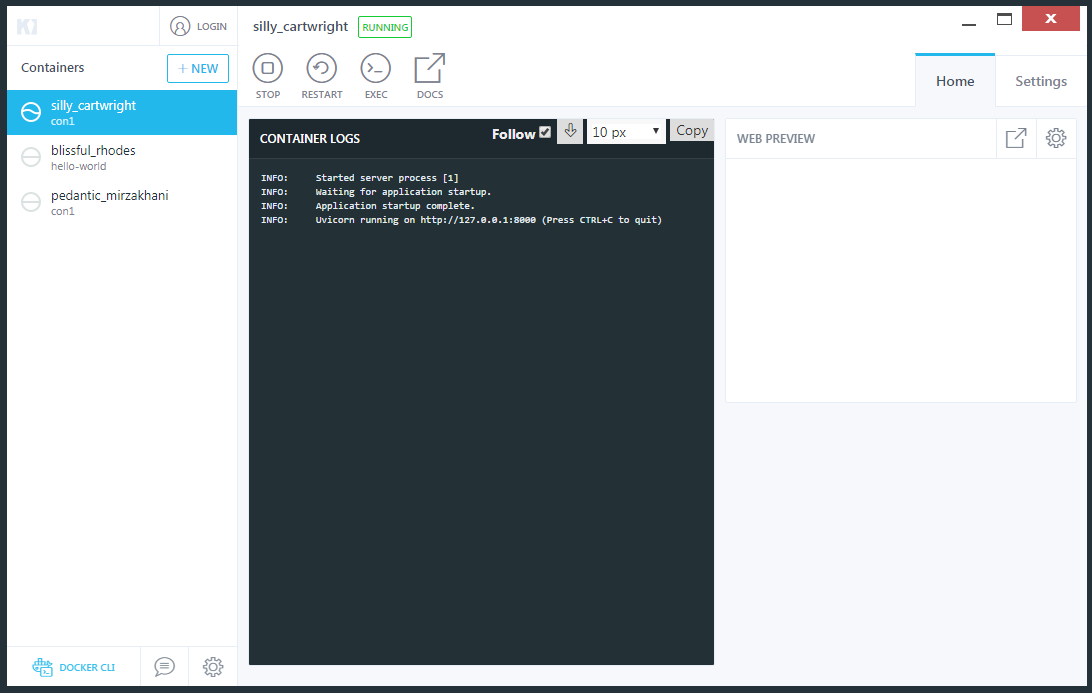 LOGIN
Containers
+ NEW
silly_cartwright
con1
blissful_rhodes
hello-world
pedantic_mirzakhani
con1
DOCKER CLI
silly_cartwright RUNNING
STOP RESTART EXEC DOCS
Home Settings
CONTAINER LOGS Follow 10 px Copy
INFO: Started server process [1]
INFO: Waiting for application startup.
INFO: Application startup complete.
INFO: Uvicorn running on http://127.0.0.1:8000 (Press CTRL+C to quit)
WEB PREVIEW